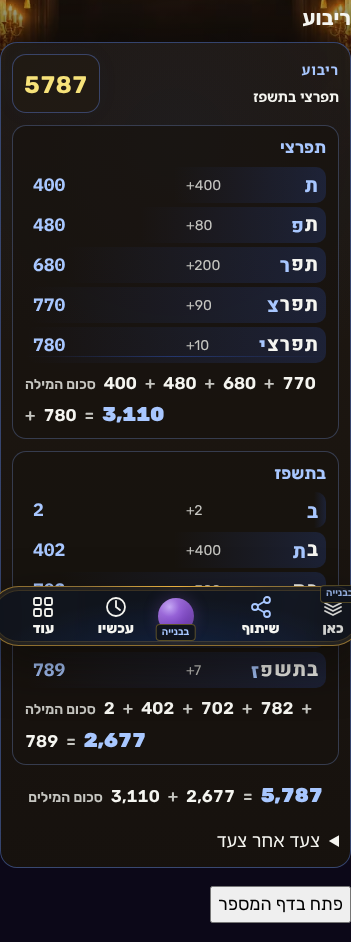 ריבוע
ריבוע
תפרצי בתשפז
5787
תפרצי
ת +400 400
תפ +80 480
תפר +200 680
תפרצ +90 770
תפרצי +10 780
סכום המילה 400 + 480 + 680 + 770
+ 780 = 3,110
בתשפז
ב +2 2
בת +400 402
בבנייה
כאן
שיתוף
בבנייה
עכשיו
עוד
בתשפז +7 789
סכום המילה 2 + 402 + 702 + 782 +
789 = 2,677
סכום המילים 3,110 + 2,677 = 5,787
◀ צעד אחר צעד
פתח בדף המספר